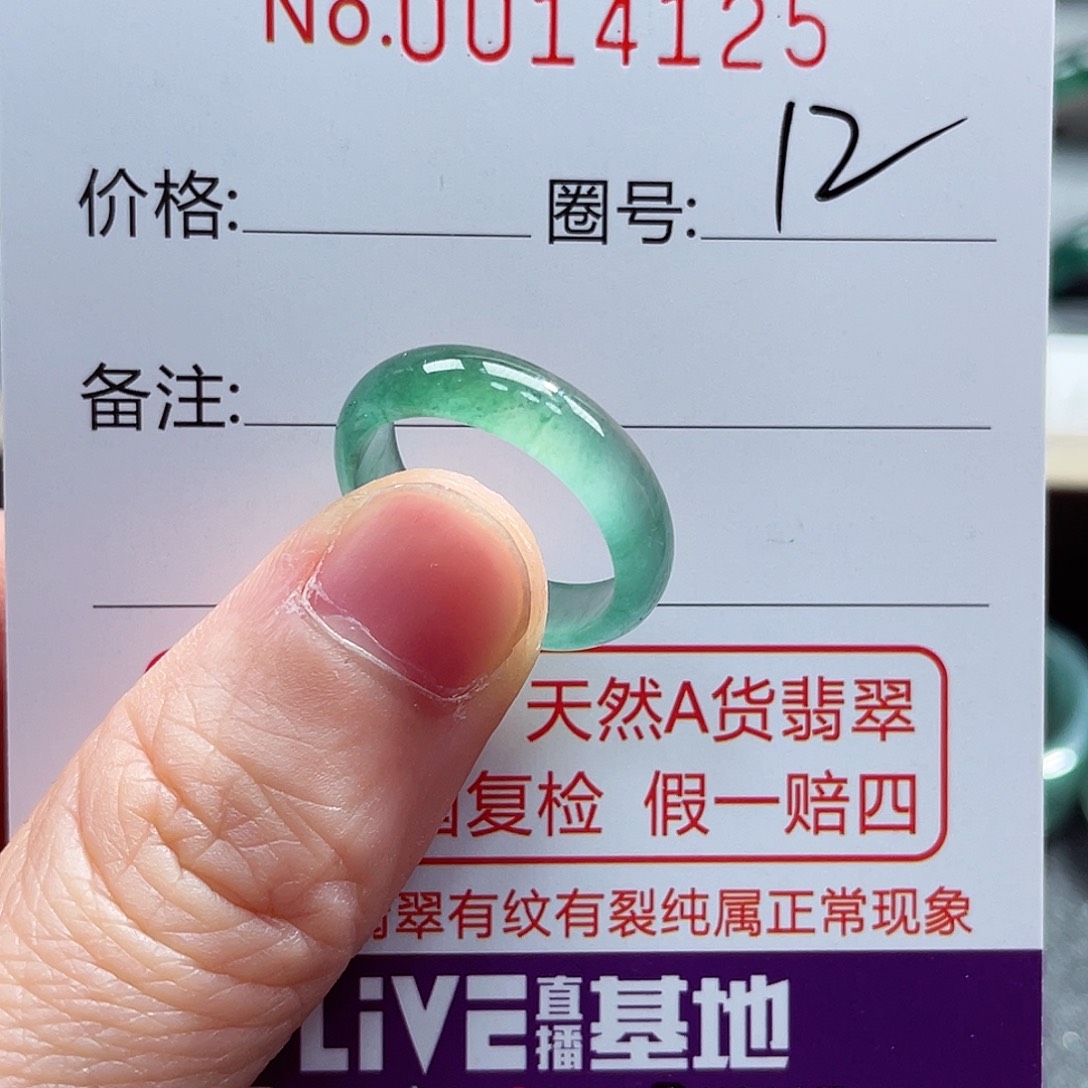 No.0014125
价格: 圈号: 12
备注:
天然A货翡翠
复检 假一赔四
翠有纹有裂纯属正常现象
LiVE直播基地